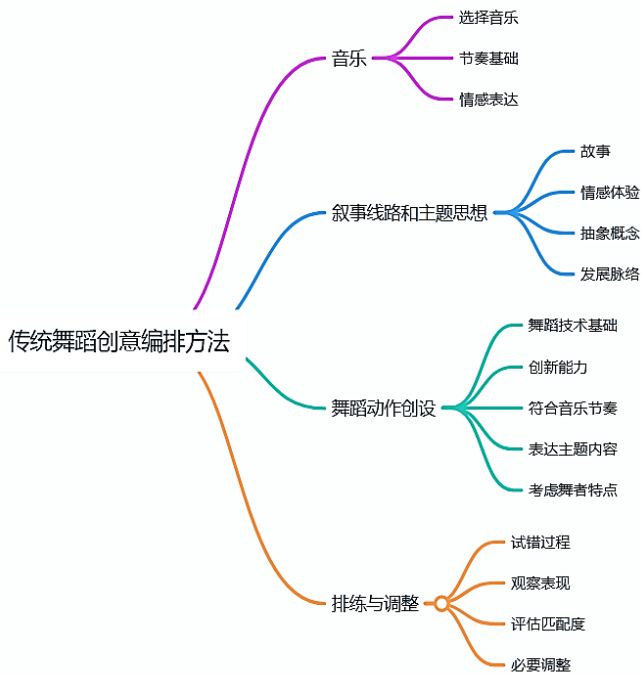 传统舞蹈创意编排方法
音乐
选择音乐
节奏基础
情感表达
叙事线路和主题思想
故事
情感体验
抽象概念
发展脉络
舞蹈动作创设
舞蹈技术基础
创新能力
符合音乐节奏
表达主题内容
考虑舞者特点
排练与调整
试错过程
观察表现
评估匹配度
必要调整